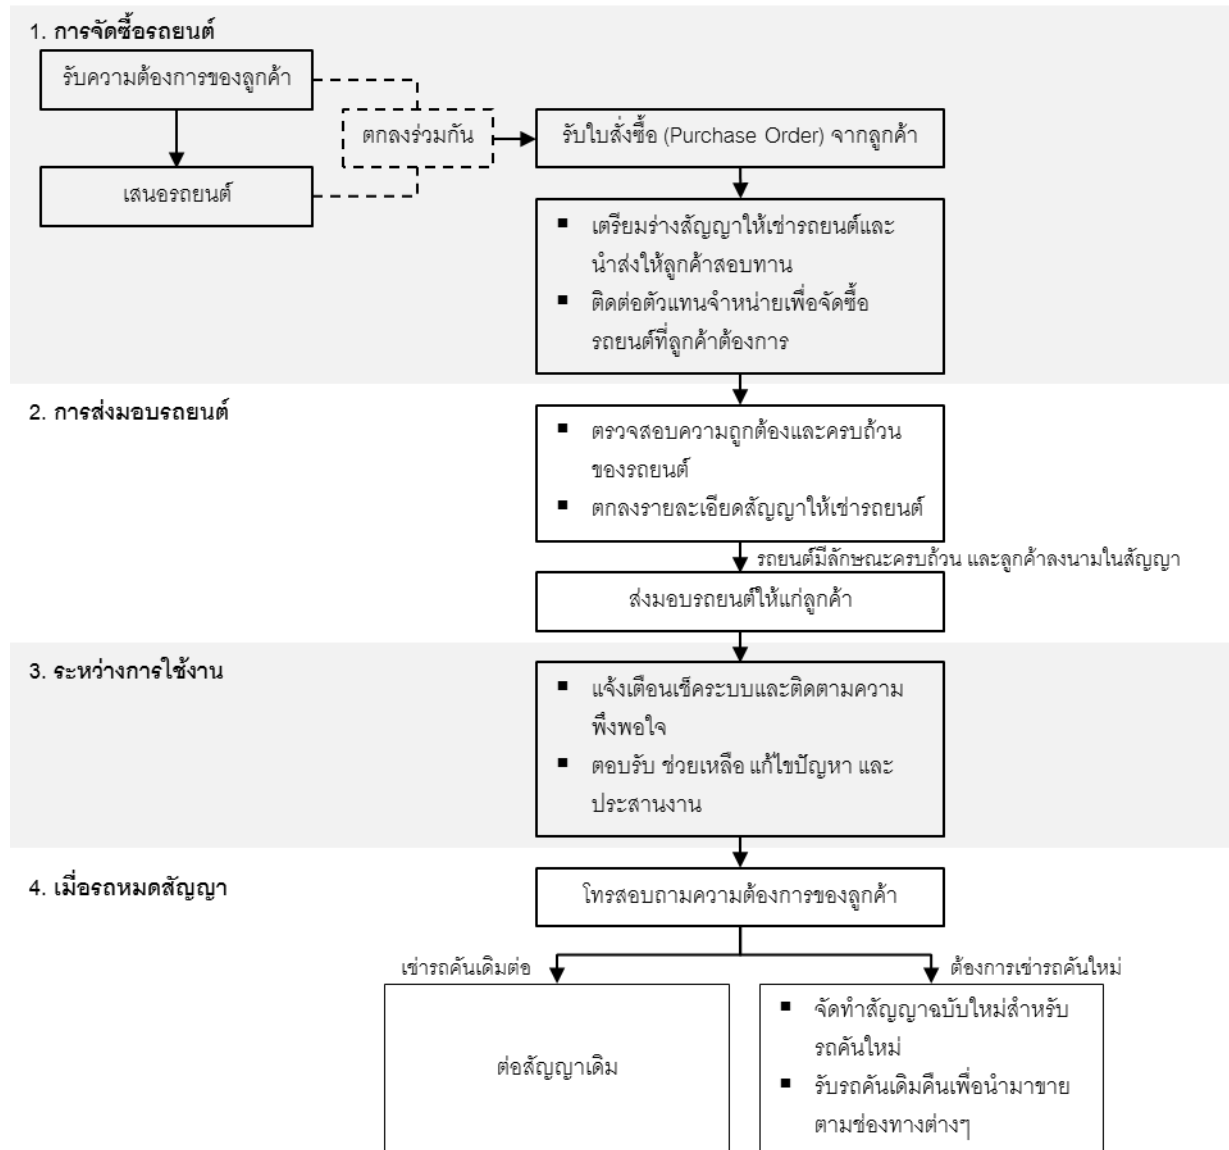 1. การจัดซื้อรถยนต์
รับความต้องการของลูกค้า
ตกลงร่วมกัน
รับใบสั่งซื้อ (Purchase Order) จากลูกค้า
เสนอรถยนต์
▪ เตรียมร่างสัญญาให้เช่ารถยนต์และ
นำส่งให้ลูกค้าสอบทาน
▪ ติดต่อตัวแทนจำหน่ายเพื่อจัดซื้อ
รถยนต์ที่ลูกค้าต้องการ
2. การส่งมอบรถยนต์
▪ ตรวจสอบความถูกต้องและครบถ้วน
ของรถยนต์
▪ ตกลงรายละเอียดสัญญาให้เช่ารถยนต์
รถยนต์มีลักษณะครบถ้วน และลูกค้าลงนามในสัญญา
ส่งมอบรถยนต์ให้แก่ลูกค้า
3. ระหว่างการใช้งาน
▪ แจ้งเตือนเช็คระบบและติดตามความ
พึงพอใจ
▪ ตอบรับ ช่วยเหลือ แก้ไขปัญหา และ
ประสานงาน
4. เมื่อรถหมดสัญญา
โทรสอบถามความต้องการของลูกค้า
เช่ารถคันเดิมต่อ
ต้องการเช่ารถคันใหม่
ต่อสัญญาเดิม
▪ จัดทำสัญญาฉบับใหม่สำหรับ
รถคันใหม่
▪ รับรถคันเดิมคืนเพื่อนำมาขาย
ตามช่องทางต่างๆ